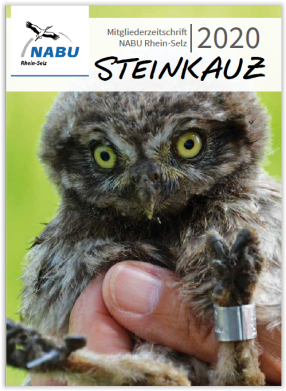 NABU
Rhein-Selz
Mitgliederzeitschrift
NABU Rhein-Selz
2020
STEINKAUZ